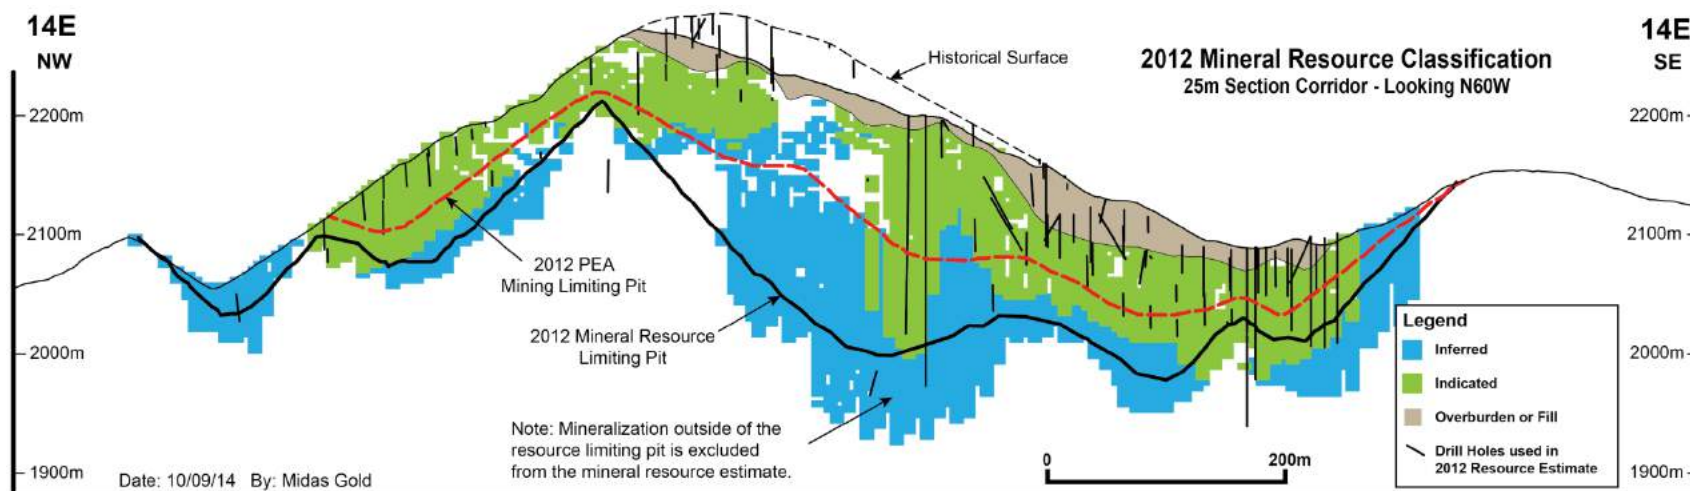 14E
NW
2200m
2100m
2000m
1900m
Date: 10/09/14 By: Midas Gold
2012 PEA
Mining Limiting Pit
2012 Mineral Resource
Limiting Pit
Note: Mineralization outside of the
resource limiting pit is excluded
from the mineral resource estimate.
Historical Surface
2012 Mineral Resource Classification
25m Section Corridor - Looking N60W
14E
SE
2200m
2100m
2000m
1900m
Legend
Inferred
Indicated
Overburden or Fill
Drill Holes used in
2012 Resource Estimate
0 200m